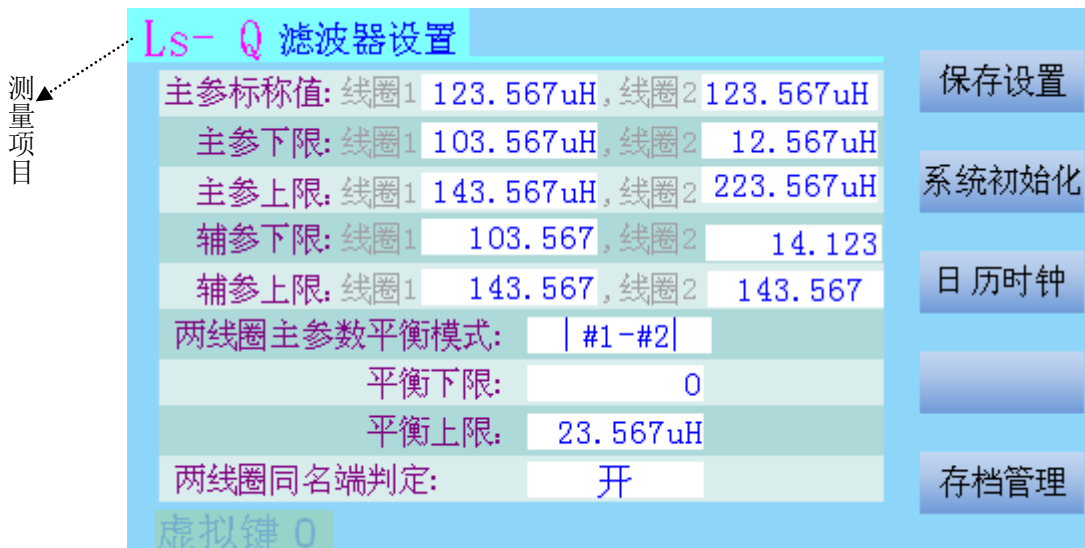 测量项目
Ls- Q 滤波器设置
主参标称值: 线圈1 123.567uH, 线圈2 123.567uH
主参下限: 线圈1 103.567uH, 线圈2 12.567uH
主参上限: 线圈1 143.567uH, 线圈2 223.567uH
辅参下限: 线圈1 103.567, 线圈2 14.123
辅参上限: 线圈1 143.567, 线圈2 143.567
两线圈主参数平衡模式: |#1-#2|
平衡下限: 0
平衡上限: 23.567uH
两线圈同名端判定: 开
虚拟键 0
保存设置
系统初始化
日历时钟
存档管理